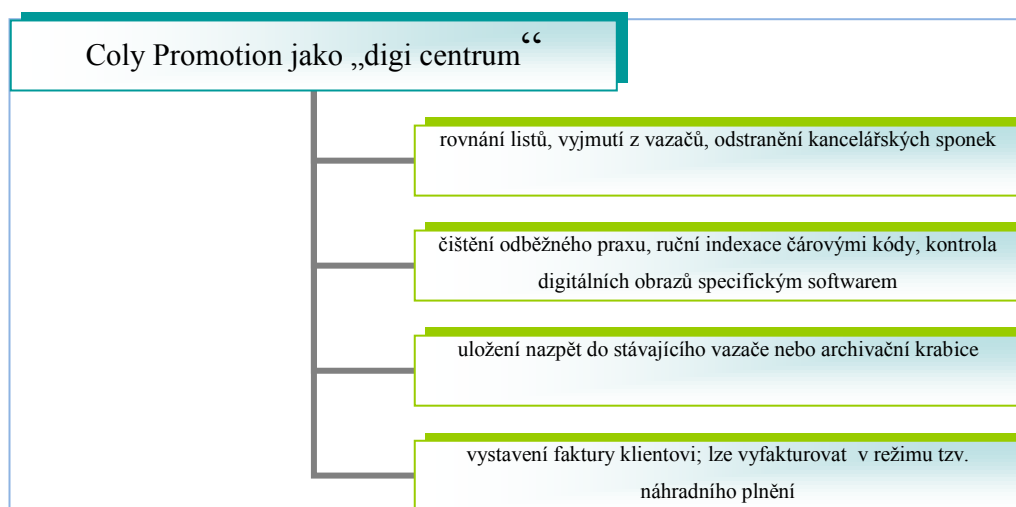 Coly Promotion jako „digi centrum“
rovnání listů, vyjmutí z vazačů, odstranění kancelářských sponek
čištění odběžného praxu, ruční indexace čárovými kódy, kontrola
digitálních obrazů specifickým softwarem
uložení nazpět do stávajícího vazače nebo archivační krabice
vystavení faktury klientovi; lze vyfakturovat v režimu tzv.
náhradního plnění